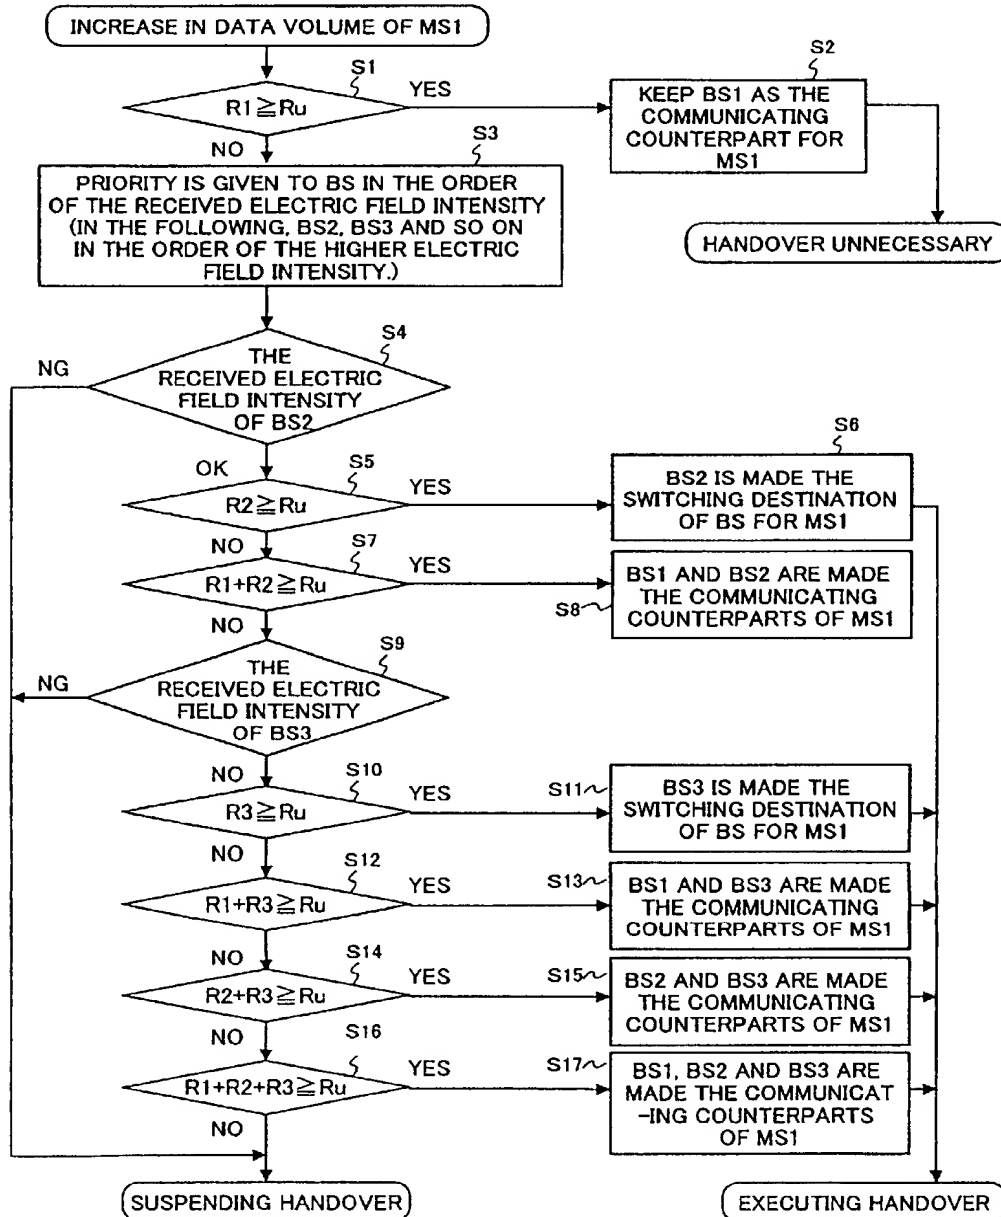 INCREASE IN DATA VOLUME OF MS1
S1
R1≧Ru
YES
NO
S2
KEEP BS1 AS THE
COMMUNICATING
COUNTERPART FOR
MS1
HANDOVER UNNECESSARY
S3
PRIORITY IS GIVEN TO BS IN THE ORDER
OF THE RECEIVED ELECTRIC FIELD INTENSITY
(IN THE FOLLOWING, BS2, BS3 AND SO ON
IN THE ORDER OF THE HIGHER ELECTRIC
FIELD INTENSITY.)
S4
NG
THE
RECEIVED ELECTRIC
FIELD INTENSITY
OF BS2
OK
S5
R2≧Ru
YES
NO
S6
BS2 IS MADE THE
SWITCHING DESTINATION
OF BS FOR MS1
S7
R1+R2≧Ru
YES
NO
S8
BS1 AND BS2 ARE MADE
THE COMMUNICATING
COUNTERPARTS OF MS1
S9
NG
THE
RECEIVED ELECTRIC
FIELD INTENSITY
OF BS3
NO
S10
R3≧Ru
YES
NO
S11
BS3 IS MADE THE
SWITCHING DESTINATION
OF BS FOR MS1
S12
R1+R3≧Ru
YES
NO
S13
BS1 AND BS3 ARE MADE
THE COMMUNICATING
COUNTERPARTS OF MS1
S14
R2+R3≧Ru
YES
NO
S15
BS2 AND BS3 ARE MADE
THE COMMUNICATING
COUNTERPARTS OF MS1
S16
R1+R2+R3≧Ru
YES
NO
S17
BS1, BS2 AND BS3 ARE
MADE THE COMMUNICAT
-ING COUNTERPARTS
OF MS1
SUSPENDING HANDOVER
EXECUTING HANDOVER